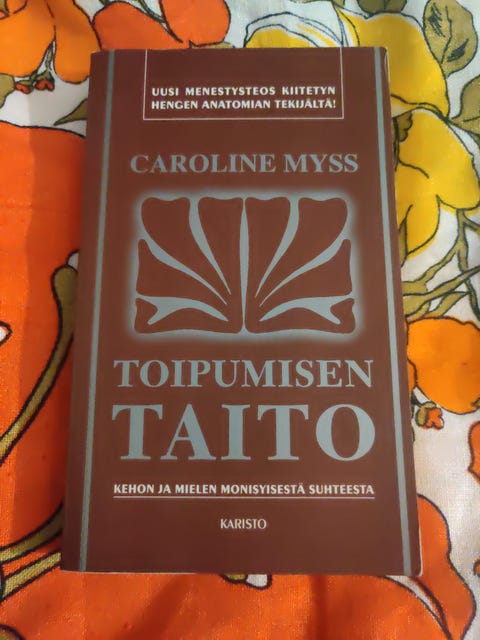 UUSI MENESTYSTEOS KIITETYN
HENGEN ANATOMIAN TEKIJÄLTÄ!
CAROLINE MYSS
TOIPUMISEN
TAITO
KEHON JA MIELEN MONISYISESTÄ SUHTEESTA
KARISTO